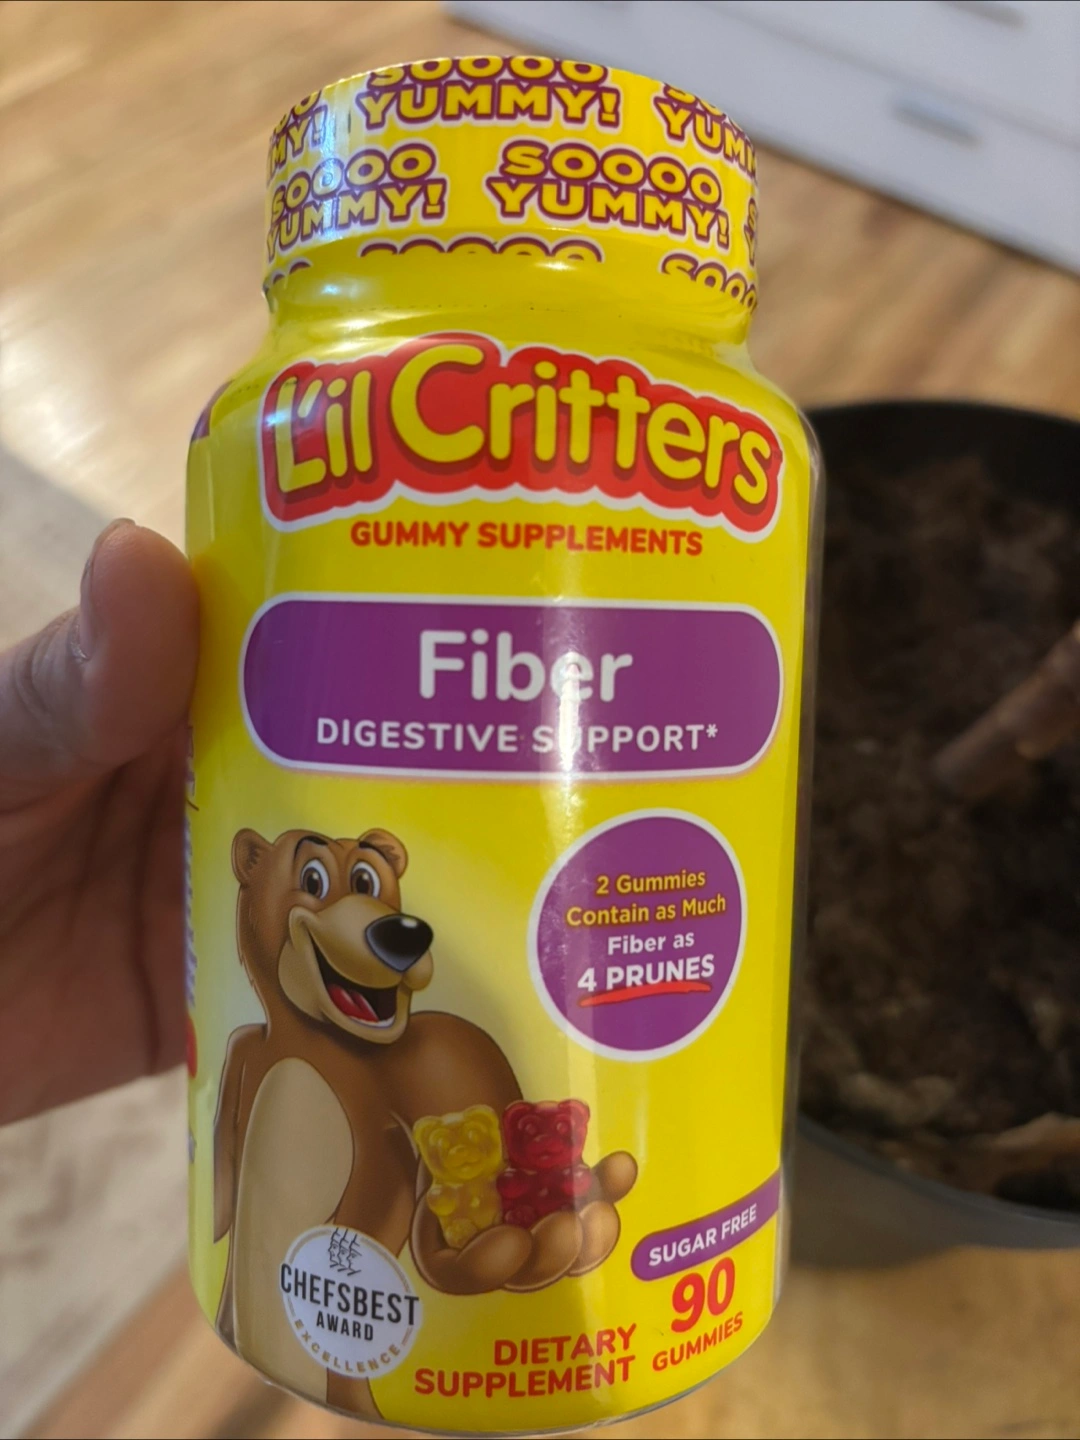 SOOOO
YUMMY!
SOOOO
YUMMY!
SOOOO
YUMMY!
L'il Critters
GUMMY SUPPLEMENTS
Fiber
DIGESTIVE SUPPORT*
2 Gummies
Contain as Much
Fiber as
4 PRUNES
SUGAR FREE
90
GUMMIES
DIETARY
SUPPLEMENT
CHEFSBEST
AWARD
EXCELLENCE